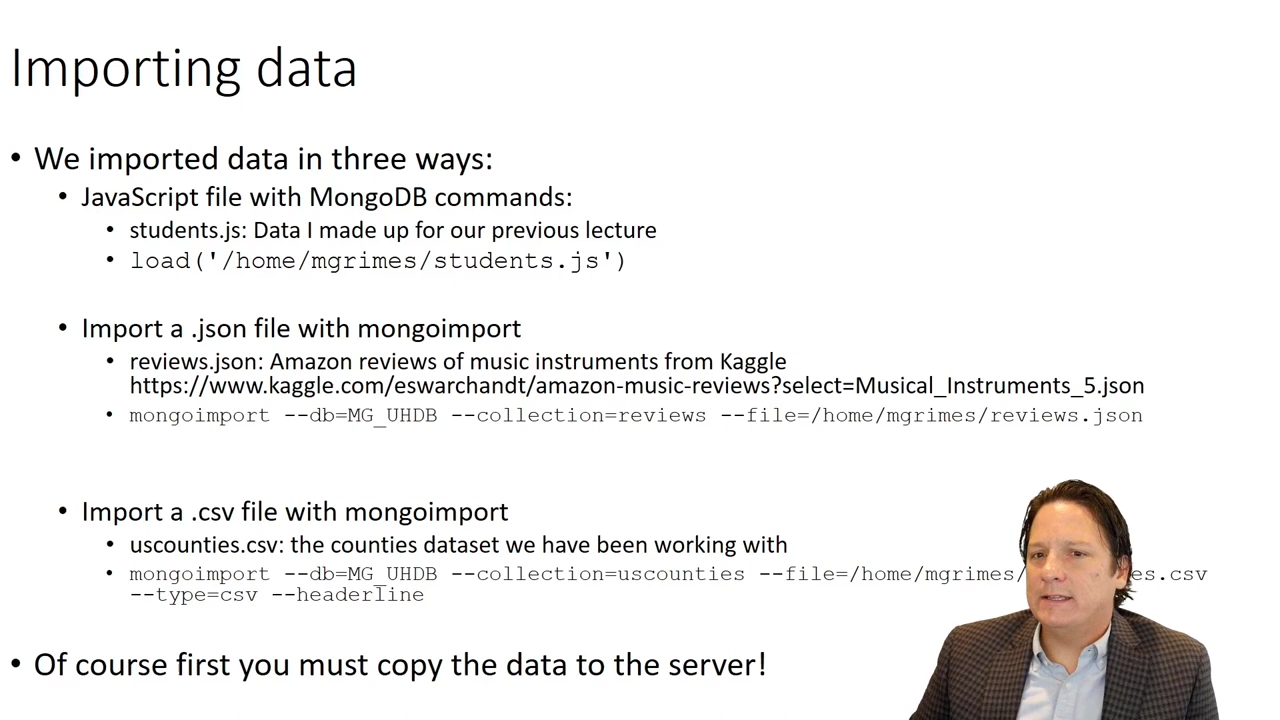 Importing data
• We imported data in three ways:
• JavaScript file with MongoDB commands:
• students.js: Data I made up for our previous lecture
• load('/home/mgrimes/students.js')
• Import a .json file with mongoimport
• reviews.json: Amazon reviews of music instruments from Kaggle
https://www.kaggle.com/eswarchandt/amazon-music-reviews?select=Musical_Instruments_5.json
• mongoimport --db=MG_UHDB --collection=reviews --file=/home/mgrimes/reviews.json
• Import a .csv file with mongoimport
• uscounties.csv: the counties dataset we have been working with
• mongoimport --db=MG_UHDB --collection=uscounties --file=/home/mgrimes/ es.csv
--type=csv --headerline
• Of course first you must copy the data to the server!